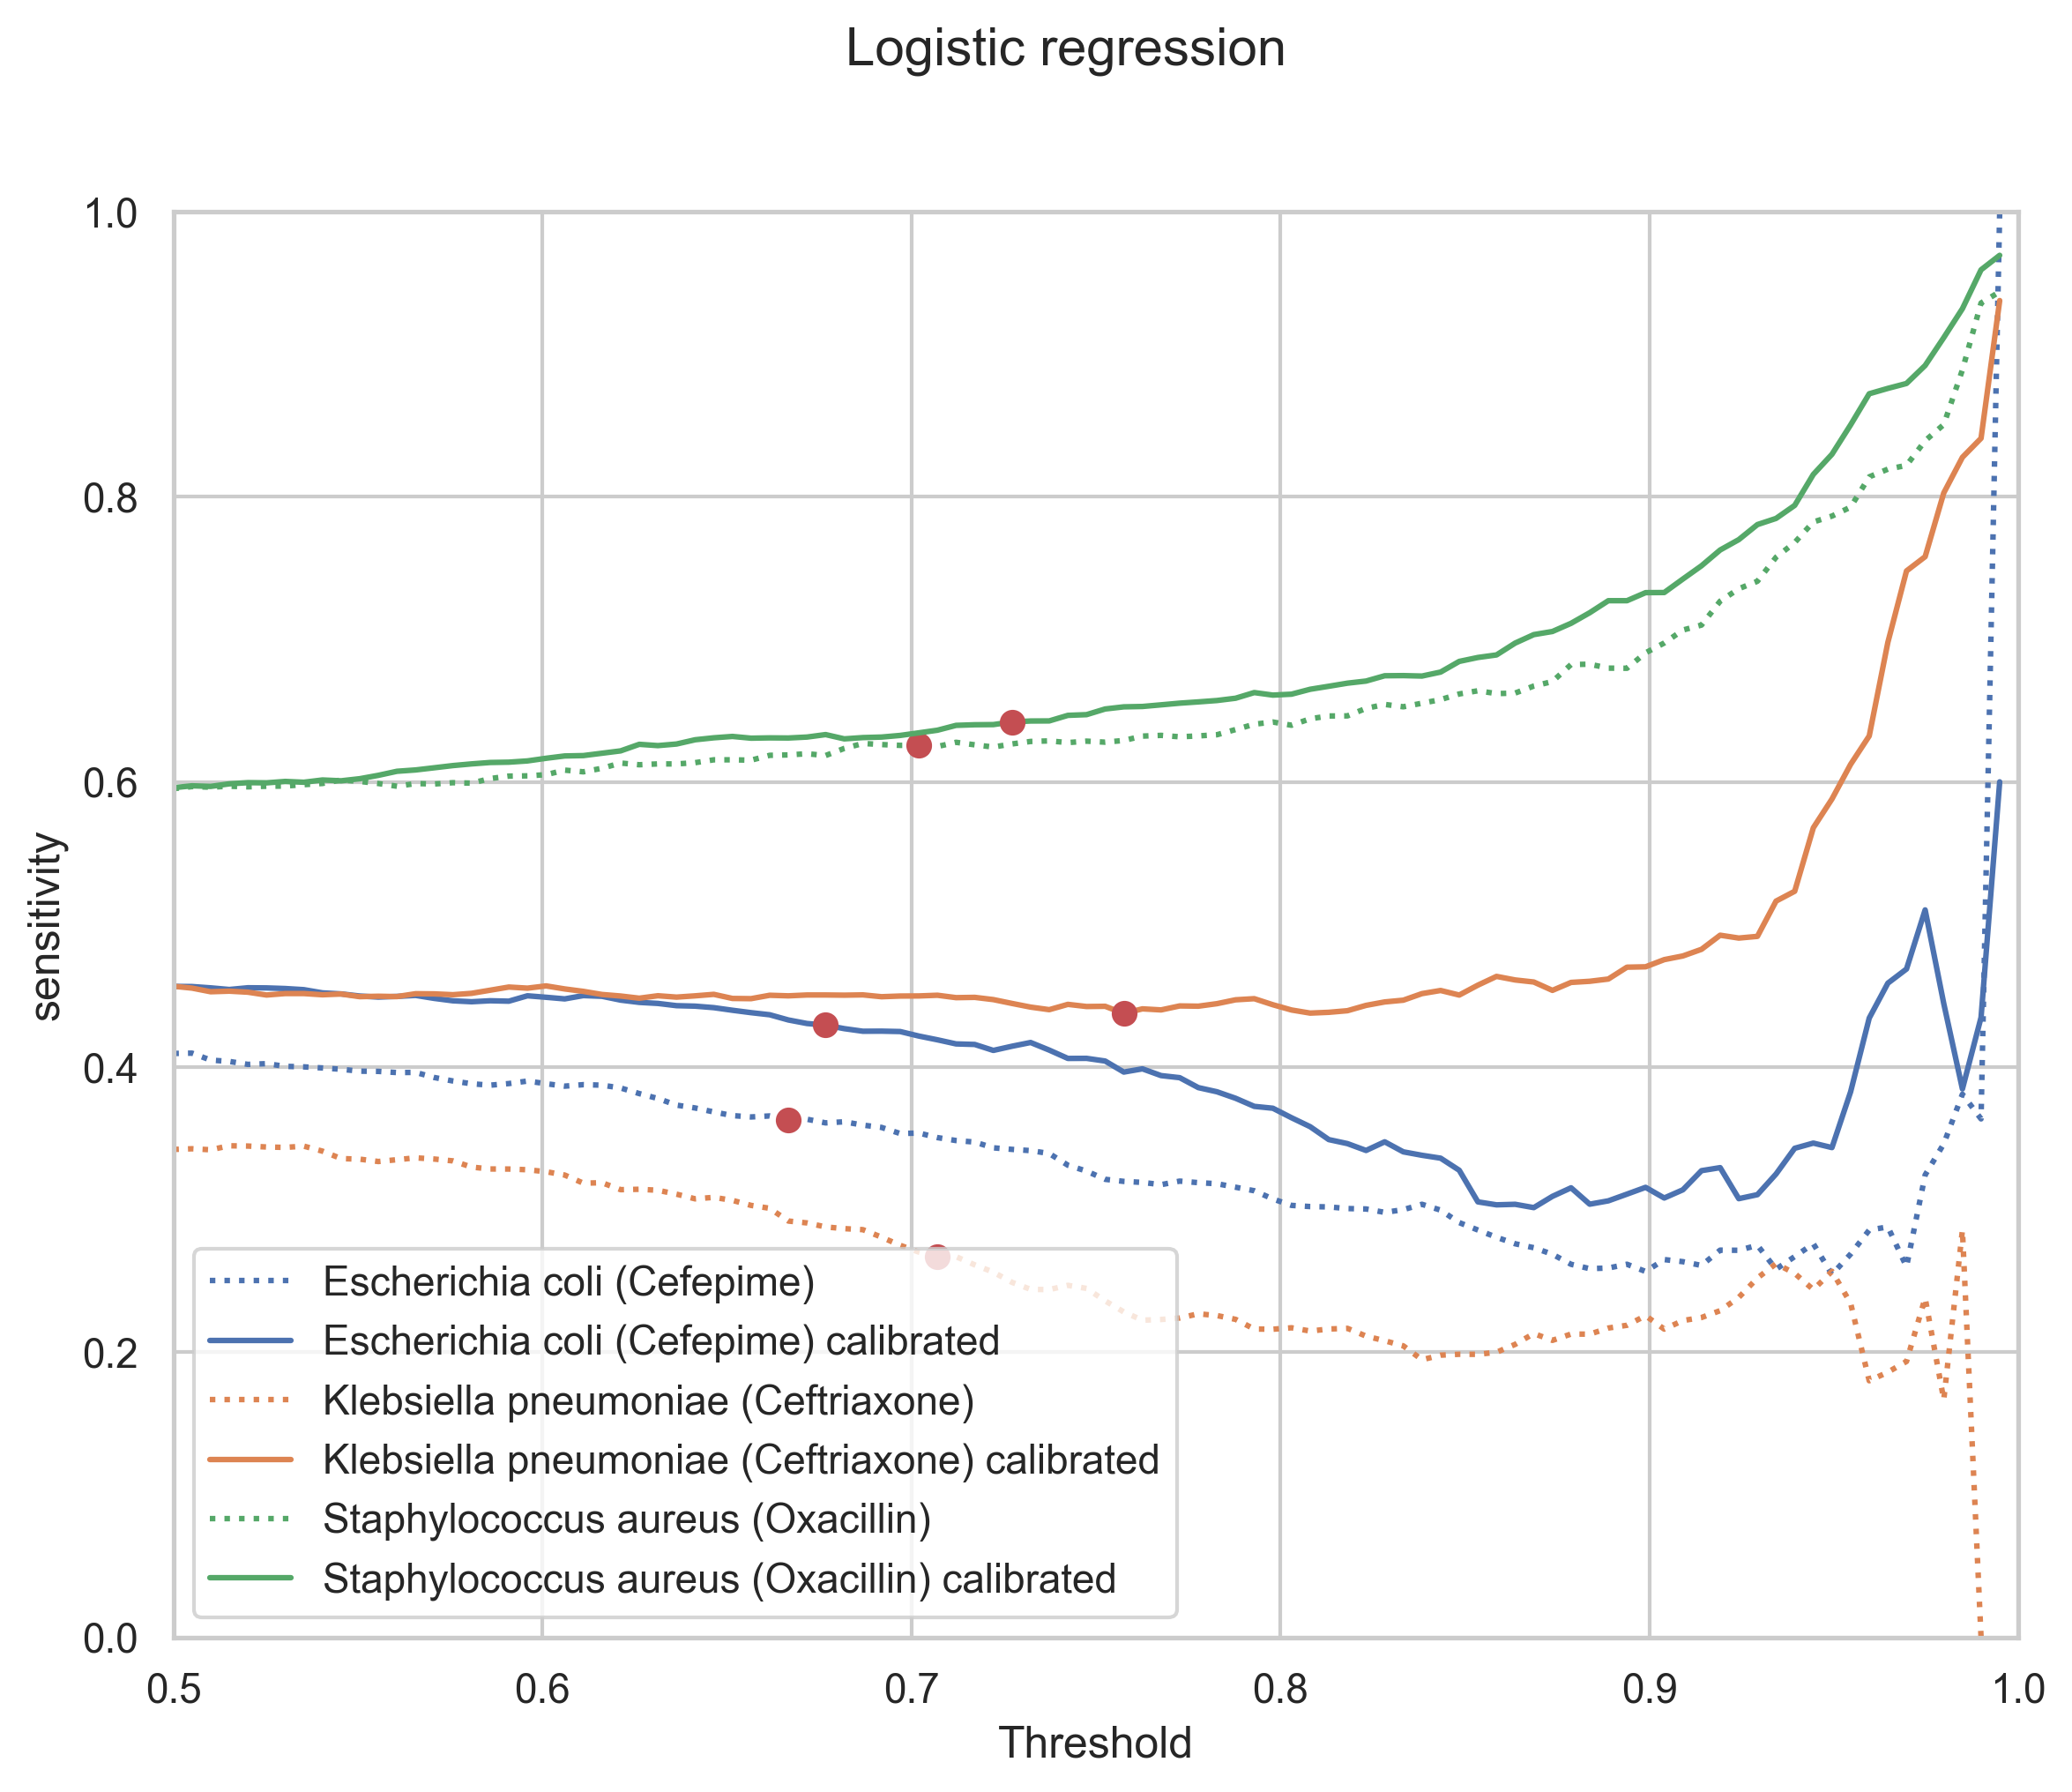 Logistic regression
1.0
0.8
0.6
0.4
0.2
0.0
sensitivity
Escherichia coli (Cefepime)
Escherichia coli (Cefepime) calibrated
Klebsiella pneumoniae (Ceftriaxone)
Klebsiella pneumoniae (Ceftriaxone) calibrated
Staphylococcus aureus (Oxacillin)
Staphylococcus aureus (Oxacillin) calibrated
0.5 0.6 0.7 0.8 0.9 1.0
Threshold